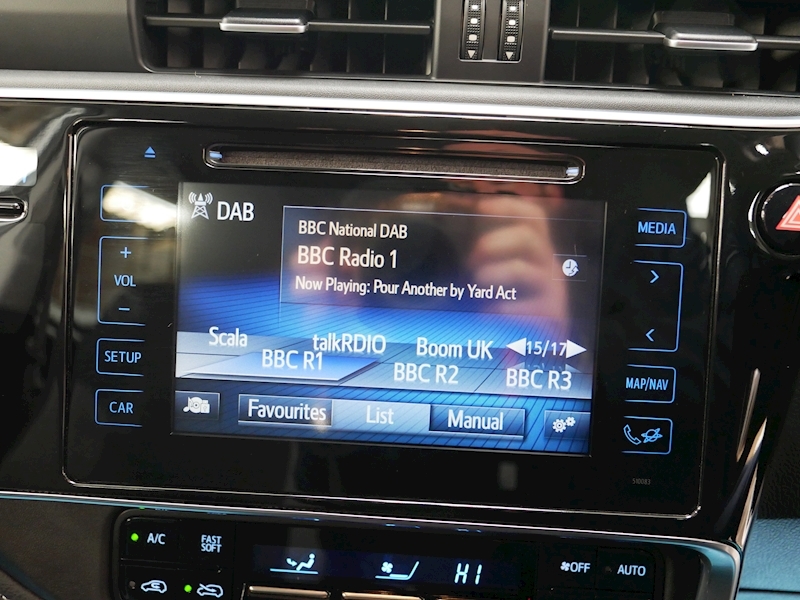 DAB
BBC National DAB
BBC Radio 1
Now Playing: Pour Another by Yard Act
Scala talkRDIO Boom UK 15/17
BBC R1 BBC R2 BBC R3
Favourites List Manual
+
VOL
−
SETUP
CAR
MEDIA
>
<
MAP/NAV
510083
A/C
FAST
SOFT
HI
OFF
AUTO